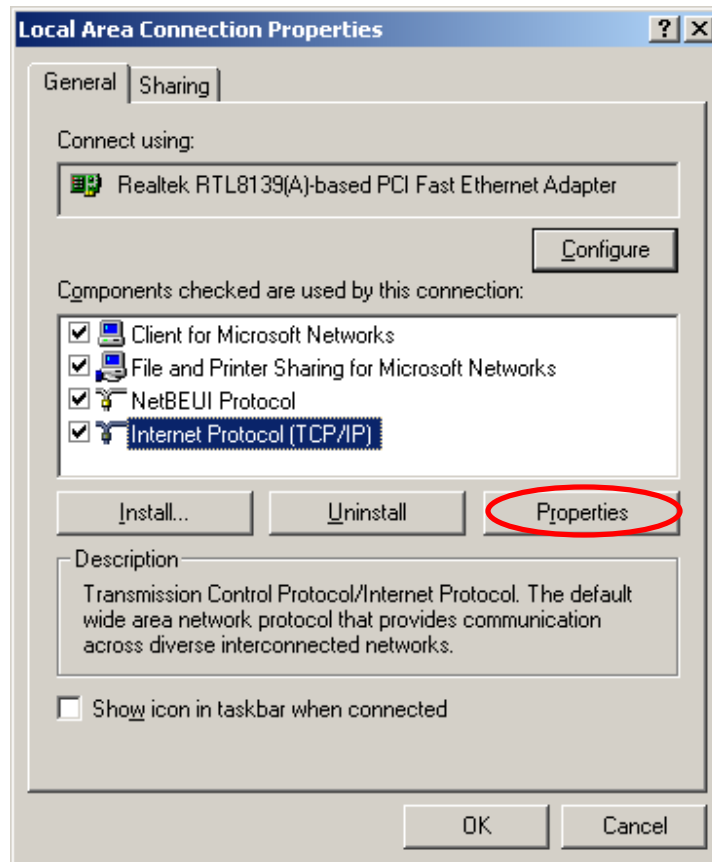 Local Area Connection Properties
General
Sharing
Connect using:
Realtek RTL8139(A)-based PCI Fast Ethernet Adapter
Configure
Components checked are used by this connection:
Client for Microsoft Networks
File and Printer Sharing for Microsoft Networks
NetBEUI Protocol
Internet Protocol (TCP/IP)
Install...
Uninstall
Properties
Description
Transmission Control Protocol/Internet Protocol. The default
wide area network protocol that provides communication
across diverse interconnected networks.
Show icon in taskbar when connected
OK
Cancel